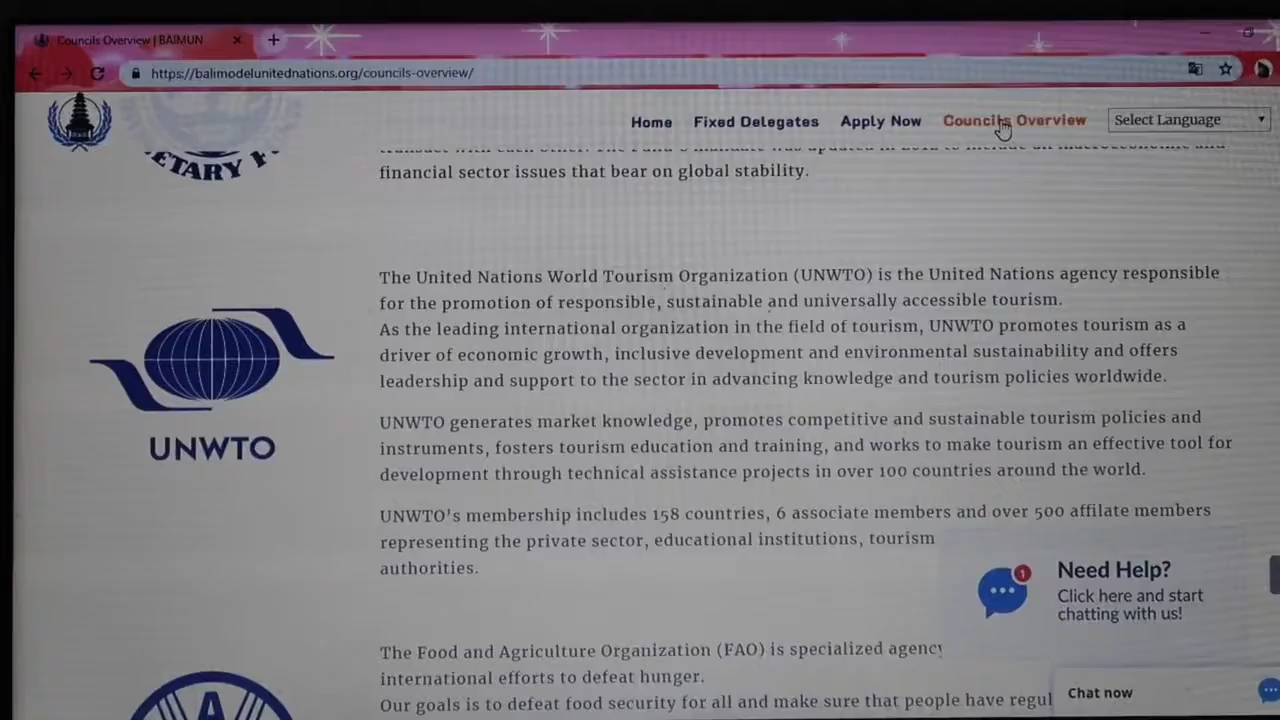 Councils Overview | BAIMUN
https://balimodelunitednations.org/councils-overview/
Home Fixed Delegates Apply Now Councils Overview Select Language
ETARY F
financial sector issues that bear on global stability.
The United Nations World Tourism Organization (UNWTO) is the United Nations agency responsible
for the promotion of responsible, sustainable and universally accessible tourism.
As the leading international organization in the field of tourism, UNWTO promotes tourism as a
driver of economic growth, inclusive development and environmental sustainability and offers
leadership and support to the sector in advancing knowledge and tourism policies worldwide.
UNWTO
UNWTO generates market knowledge, promotes competitive and sustainable tourism policies and
instruments, fosters tourism education and training, and works to make tourism an effective tool for
development through technical assistance projects in over 100 countries around the world.
UNWTO's membership includes 158 countries, 6 associate members and over 500 affilate members
representing the private sector, educational institutions, tourism
authorities.
1
Need Help?
Click here and start
chatting with us!
The Food and Agriculture Organization (FAO) is specialized agency
international efforts to defeat hunger.
Our goals is to defeat food security for all and make sure that people have regul
A
Chat now